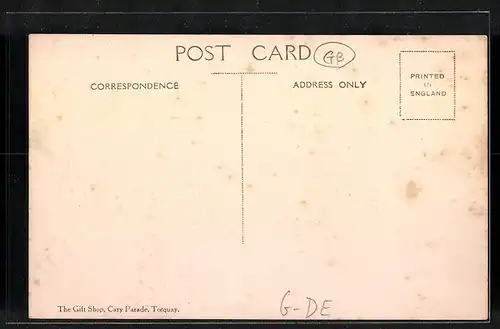 POST CARD GB
CORRESPONDENCE
ADDRESS ONLY
PRINTED
IN
ENGLAND
The Gift Shop, Cary Parade, Torquay.
G-DE